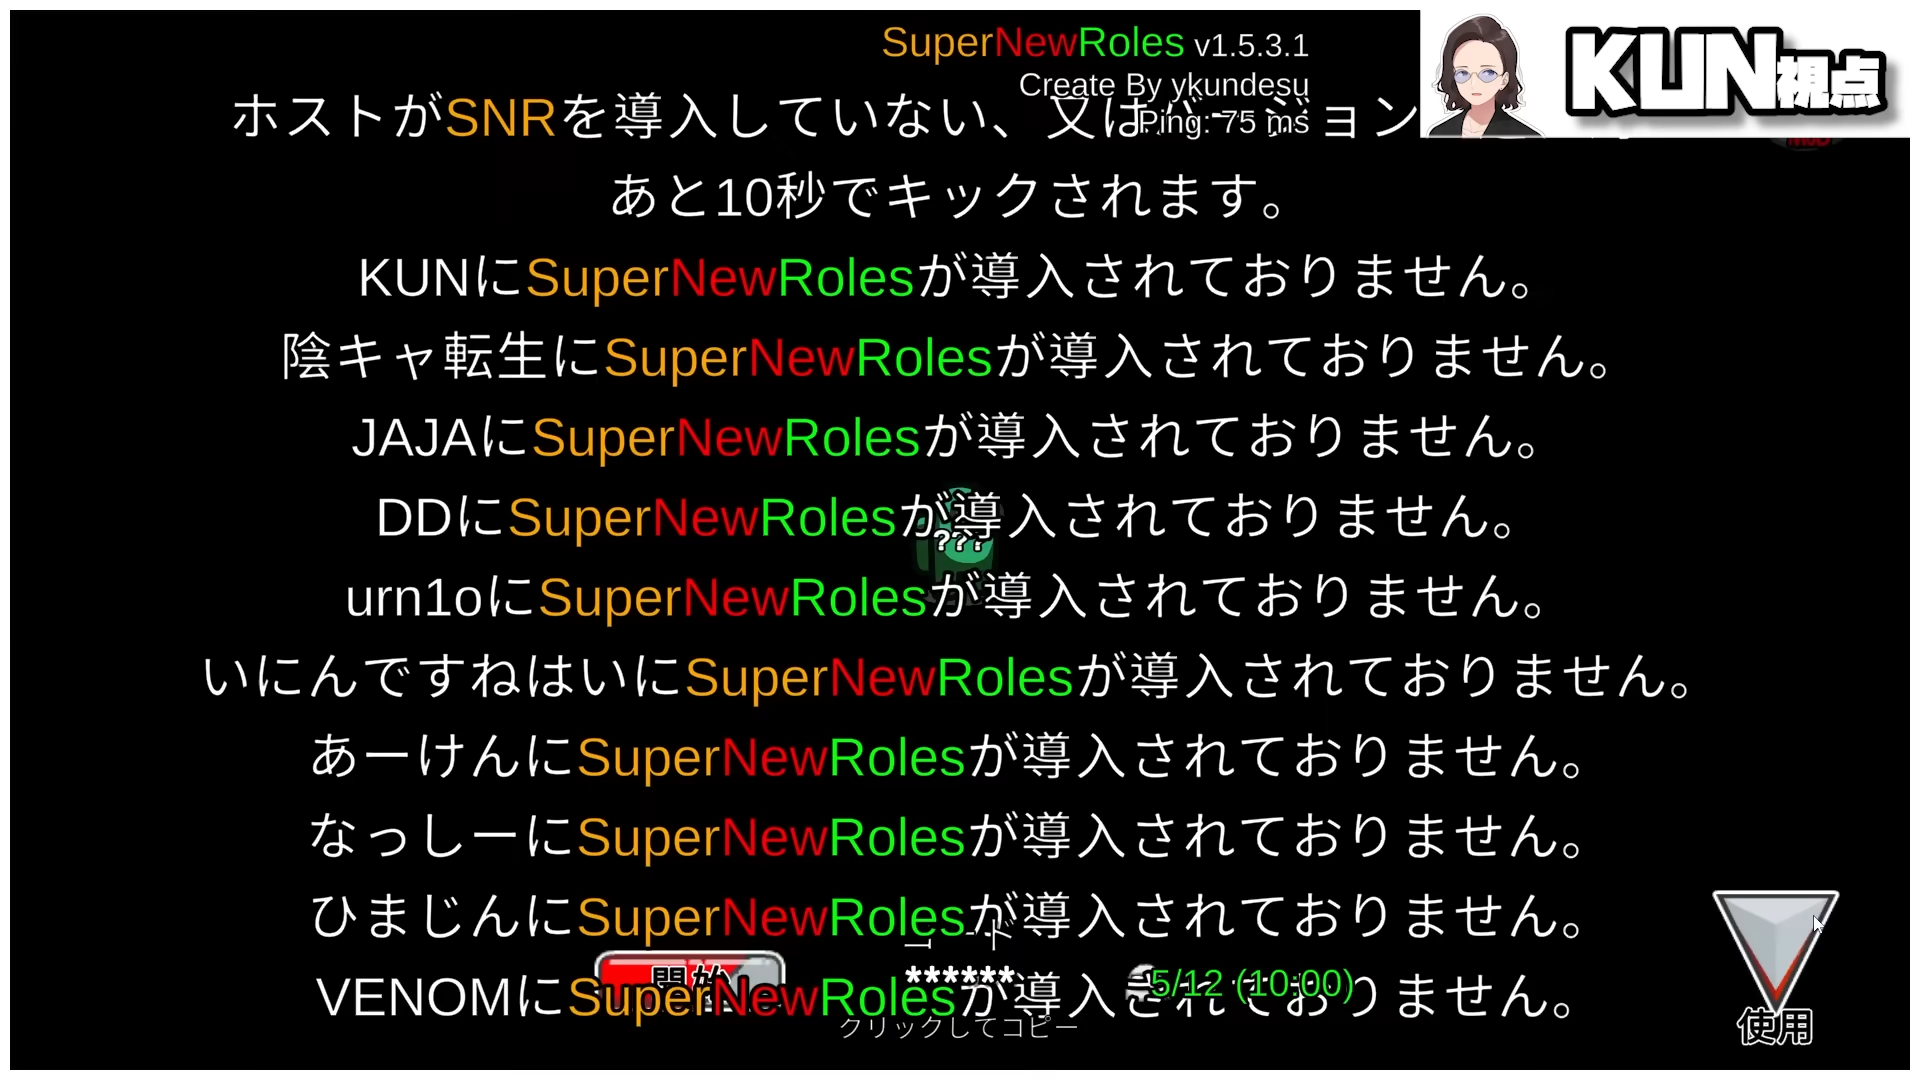 SuperNewRoles v1.5.3.1
Create By ykundesu
Ping: 75 ms
KUN視点
ホストがSNRを導入していない、又はバージョン
MOD
あと10秒でキックされます。
KUNにSuperNewRolesが導入されておりません。
陰キャ転生にSuperNewRolesが導入されておりません。
JAJAにSuperNewRolesが導入されておりません。
DDにSuperNewRolesが導入されておりません。
???
urn1oにSuperNewRolesが導入されておりません。
いにんですねはいにSuperNewRolesが導入されておりません。
あーけんにSuperNewRolesが導入されておりません。
なっしーにSuperNewRolesが導入されておりません。
ひまじんにSuperNewRolesが導入されておりません。
コード
開始
******
5/12 (10:00)
VENOMにSuperNewRolesが導入されておりません。
クリックしてコピー
使用